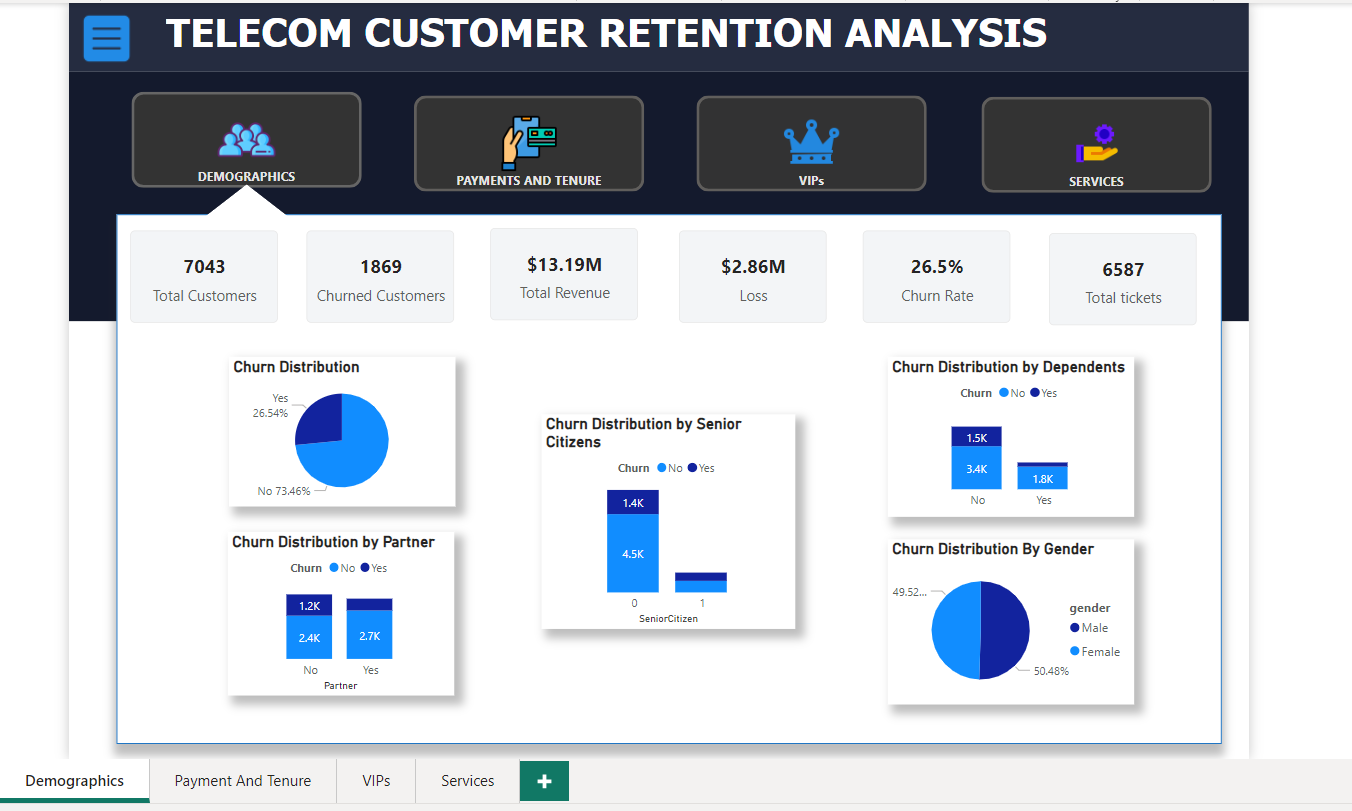 TELECOM CUSTOMER RETENTION ANALYSIS
DEMOGRAPHICS
PAYMENTS AND TENURE
VIPs
SERVICES
7043
Total Customers
1869
Churned Customers
$13.19M
Total Revenue
$2.86M
Loss
26.5%
Churn Rate
6587
Total tickets
Churn Distribution
Yes
26.54%
No 73.46%
Churn Distribution by Partner
Churn No Yes
1.2K
2.4K
2.7K
No Yes
Partner
Churn Distribution by Senior
Citizens
Churn No Yes
1.4K
4.5K
0 1
SeniorCitizen
Churn Distribution by Dependents
Churn No Yes
1.5K
3.4K
1.8K
No Yes
Churn Distribution By Gender
49.52...
50.48%
gender
Male
Female
Demographics
Payment And Tenure
VIPs
Services
+